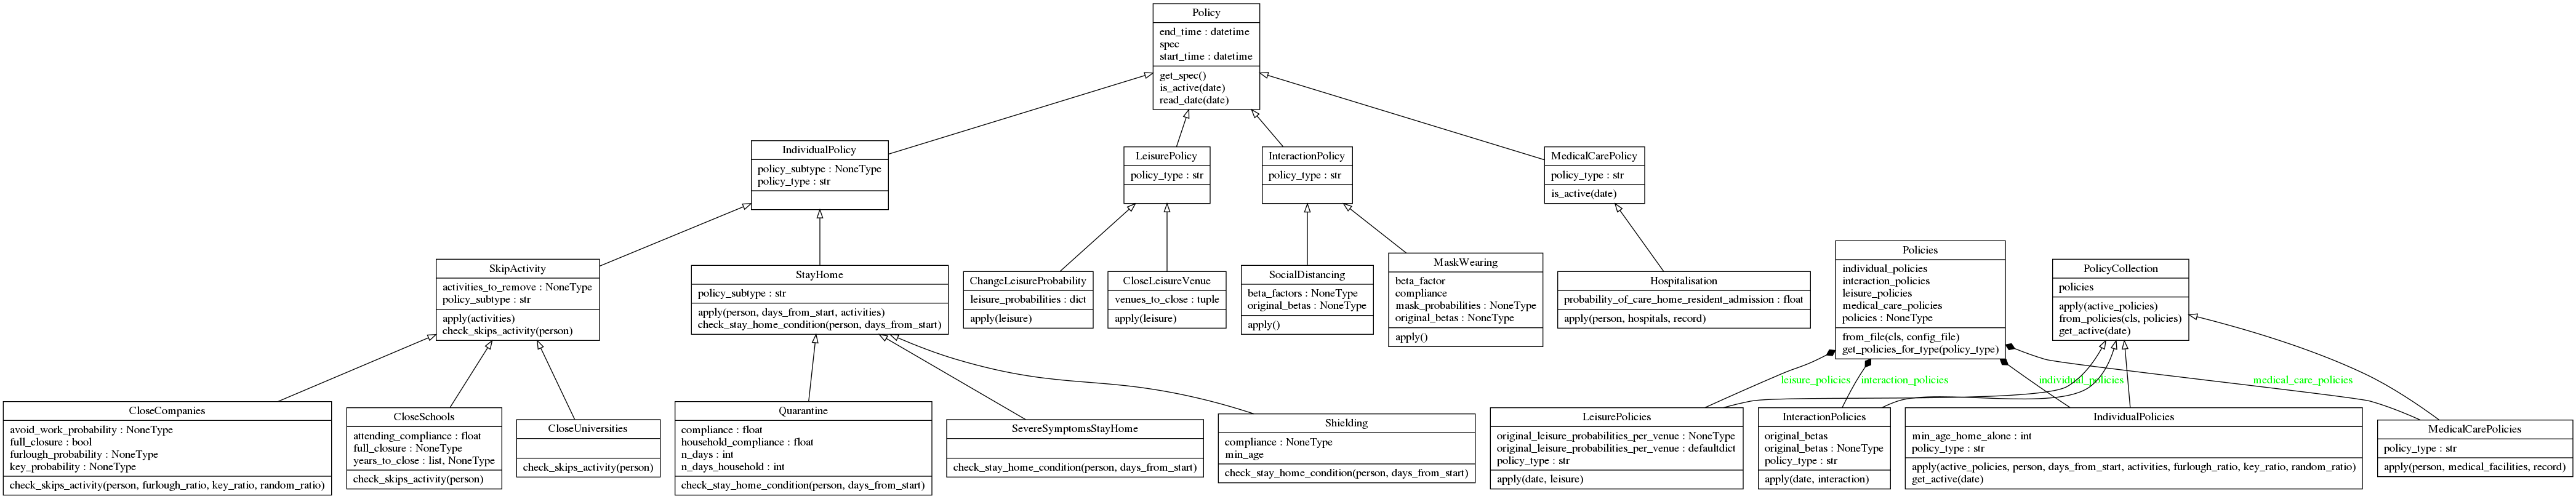 Policy
end_time : datetime
spec
start_time : datetime
get_spec()
is_active(date)
read_date(date)
IndividualPolicy
policy_subtype : NoneType
policy_type : str
LeisurePolicy
policy_type : str
InteractionPolicy
policy_type : str
MedicalCarePolicy
policy_type : str
is_active(date)
SkipActivity
activities_to_remove : NoneType
policy_subtype : str
apply(activities)
check_skips_activity(person)
StayHome
policy_subtype : str
apply(person, days_from_start, activities)
check_stay_home_condition(person, days_from_start)
ChangeLeisureProbability
leisure_probabilities : dict
apply(leisure)
CloseLeisureVenue
venues_to_close : tuple
apply(leisure)
SocialDistancing
beta_factors : NoneType
original_betas : NoneType
apply()
MaskWearing
beta_factor
compliance
mask_probabilities : NoneType
original_betas : NoneType
apply()
Hospitalisation
probability_of_care_home_resident_admission : float
apply(person, hospitals, record)
Policies
individual_policies
interaction_policies
leisure_policies
medical_care_policies
policies : NoneType
from_file(cls, config_file)
get_policies_for_type(policy_type)
PolicyCollection
policies
apply(active_policies)
from_policies(cls, policies)
get_active(date)
leisure_policies
interaction_policies
individual_policies
medical_care_policies
CloseCompanies
avoid_work_probability : NoneType
full_closure : bool
furlough_probability : NoneType
key_probability : NoneType
check_skips_activity(person, furlough_ratio, key_ratio, random_ratio)
CloseSchools
attending_compliance : float
full_closure : NoneType
years_to_close : list, NoneType
check_skips_activity(person)
CloseUniversities
check_skips_activity(person)
Quarantine
compliance : float
household_compliance : float
n_days : int
n_days_household : int
check_stay_home_condition(person, days_from_start)
SevereSymptomsStayHome
check_stay_home_condition(person, days_from_start)
Shielding
compliance : NoneType
min_age
check_stay_home_condition(person, days_from_start)
LeisurePolicies
original_leisure_probabilities_per_venue : NoneType
original_leisure_probabilities_per_venue : defaultdict
policy_type : str
apply(date, leisure)
InteractionPolicies
original_betas
original_betas : NoneType
policy_type : str
apply(date, interaction)
IndividualPolicies
min_age_home_alone : int
policy_type : str
apply(active_policies, person, days_from_start, activities, furlough_ratio, key_ratio, random_ratio)
get_active(date)
MedicalCarePolicies
policy_type : str
apply(person, medical_facilities, record)